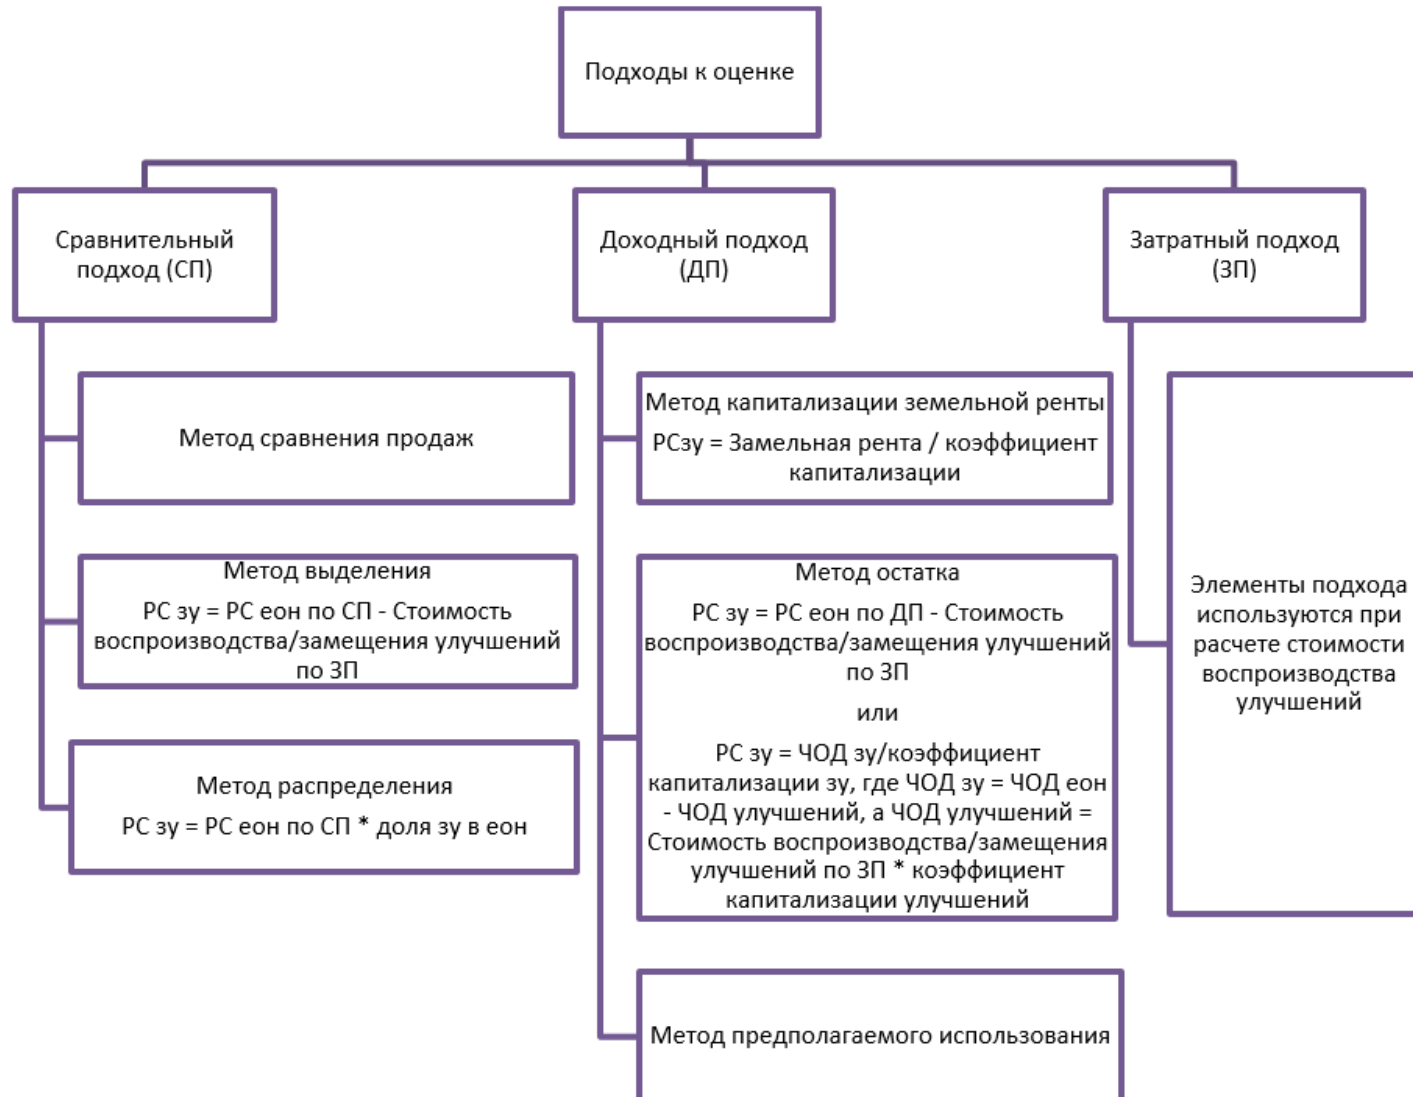 Подходы к оценке
Сравнительный
подход (СП)
Метод сравнения продаж
Метод выделения
РС зу = РС еон по СП - Стоимость
воспроизводства/замещения улучшений
по ЗП
Метод распределения
РС зу = РС еон по СП * доля зу в еон
Доходный подход
(ДП)
Метод капитализации земельной ренты
РСзу = Замельная рента / коэффициент
капитализации
Метод остатка
РС зу = РС еон по ДП - Стоимость
воспроизводства/замещения улучшений
по ЗП
или
РС зу = ЧОД зу/коэффициент
капитализации зу, где ЧОД зу = ЧОД еон
- ЧОД улучшений, а ЧОД улучшений =
Стоимость воспроизводства/замещения
улучшений по ЗП * коэффициент
капитализации улучшений
Метод предполагаемого использования
Затратный подход
(ЗП)
Элементы подхода
используются при
расчете стоимости
воспроизводства
улучшений